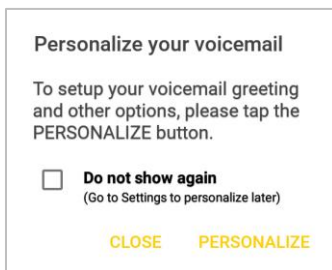 Personalize your voicemail
To setup your voicemail greeting
and other options, please tap the
PERSONALIZE button.
Do not show again
(Go to Settings to personalize later)
CLOSE PERSONALIZE